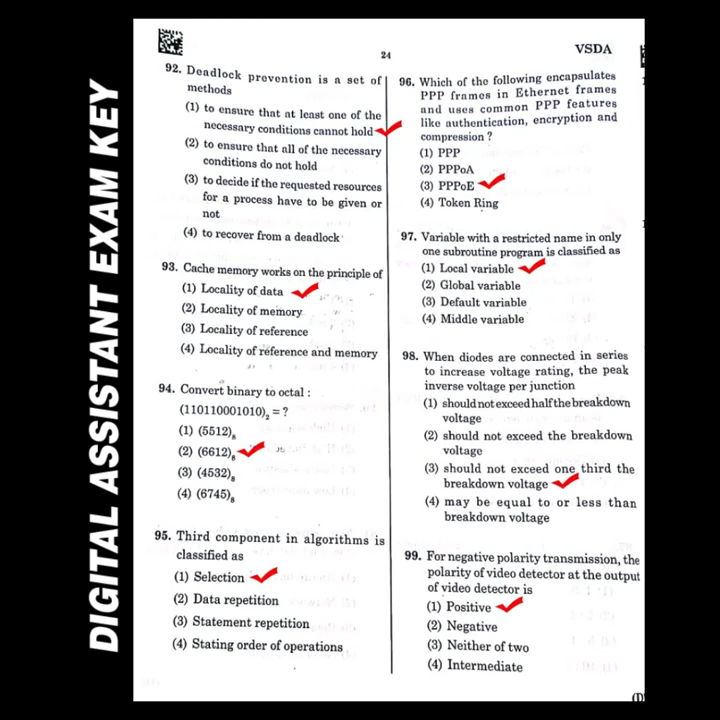 DIGITAL ASSISTANT EXAM KEY
24
VSDA
92. Deadlock prevention is a set of
methods
(1) to ensure that at least one of the
necessary conditions cannot hold
(2) to ensure that all of the necessary
conditions do not hold
(3) to decide if the requested resources
for a process have to be given or
not
(4) to recover from a deadlock
93. Cache memory works on the principle of
(1) Locality of data
(2) Locality of memory
(3) Locality of reference
(4) Locality of reference and memory
94. Convert binary to octal :
(110110001010)₂ = ?
(1) (5512)₈
(2) (6612)₈
(3) (4532)₈
(4) (6745)₈
95. Third component in algorithms is
classified as
(1) Selection
(2) Data repetition
(3) Statement repetition
(4) Stating order of operations
96. Which of the following encapsulates
PPP frames in Ethernet frames
and uses common PPP features
like authentication, encryption and
compression ?
(1) PPP
(2) PPPoA
(3) PPPoE
(4) Token Ring
97. Variable with a restricted name in only
one subroutine program is classified as
(1) Local variable
(2) Global variable
(3) Default variable
(4) Middle variable
98. When diodes are connected in series
to increase voltage rating, the peak
inverse voltage per junction
(1) should not exceed half the breakdown
voltage
(2) should not exceed the breakdown
voltage
(3) should not exceed one third the
breakdown voltage
(4) may be equal to or less than
breakdown voltage
99. For negative polarity transmission, the
polarity of video detector at the output
of video detector is
(1) Positive
(2) Negative
(3) Neither of two
(4) Intermediate